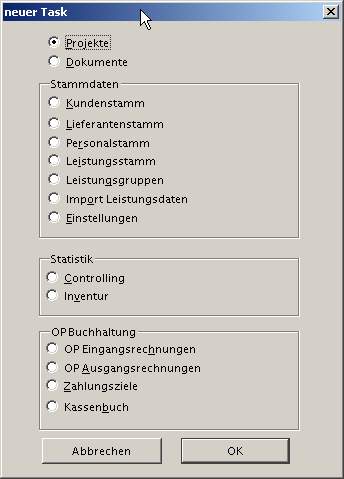 neuer Task
Projekte
Dokumente
Stammdaten
Kundenstamm
Lieferantenstamm
Personalstamm
Leistungsstamm
Leistungsgruppen
Import Leistungsdaten
Einstellungen
Statistik
Controlling
Inventur
OP Buchhaltung
OP Eingangsrechnungen
OP Ausgangsrechnungen
Zahlungsziele
Kassenbuch
Abbrechen
OK